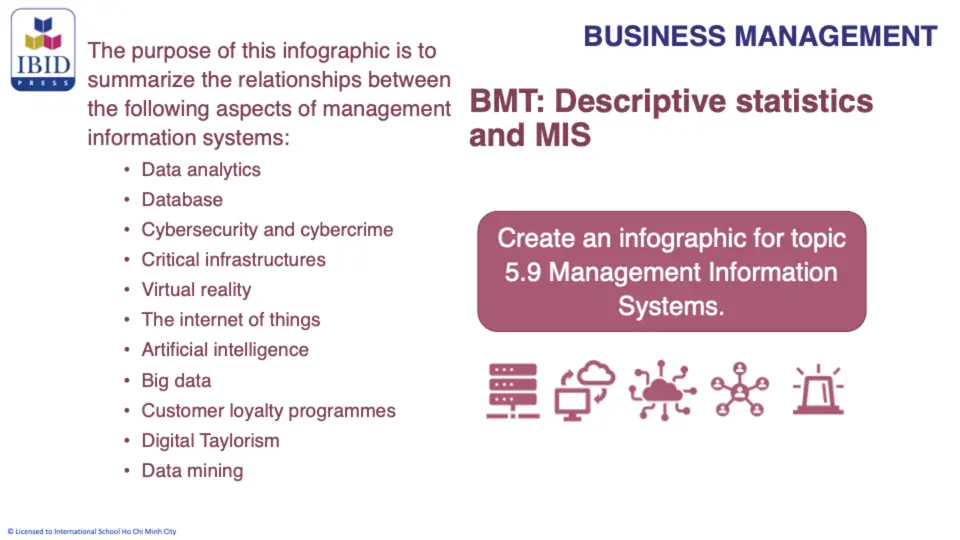 IBID
PRESS
The purpose of this infographic is to
summarize the relationships between
the following aspects of management
information systems:
• Data analytics
• Database
• Cybersecurity and cybercrime
• Critical infrastructures
• Virtual reality
• The internet of things
• Artificial intelligence
• Big data
• Customer loyalty programmes
• Digital Taylorism
• Data mining
BUSINESS MANAGEMENT
BMT: Descriptive statistics
and MIS
Create an infographic for topic
5.9 Management Information
Systems.
© Licensed to International School Ho Chi Minh City